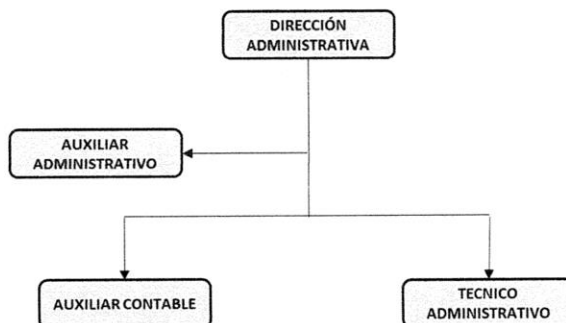 DIRECCIÓN
ADMINISTRATIVA
AUXILIAR
ADMINISTRATIVO
AUXILIAR CONTABLE
TECNICO
ADMINISTRATIVO